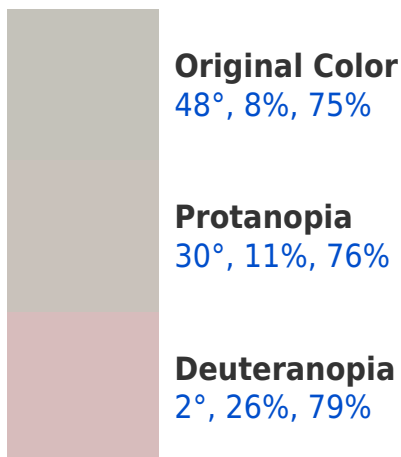 Original Color
48°, 8%, 75%
Protanopia
30°, 11%, 76%
Deuteranopia
2°, 26%, 79%